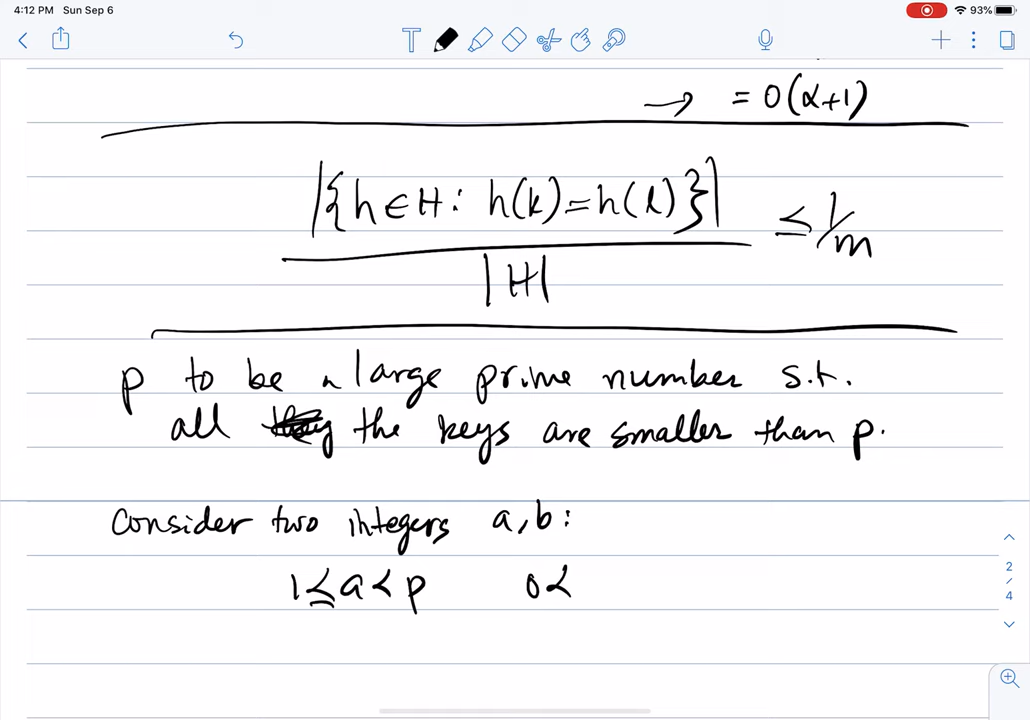 4:12 PM Sun Sep 6 93%
T
→ = O(α+1)
|{h∈H: h(k)=h(l)}|
|H|
≤ 1/m
p to be a large prime number s.t.
all the keys are smaller than p.
Consider two integers a,b:
1≤a<p 0<
2
/
4